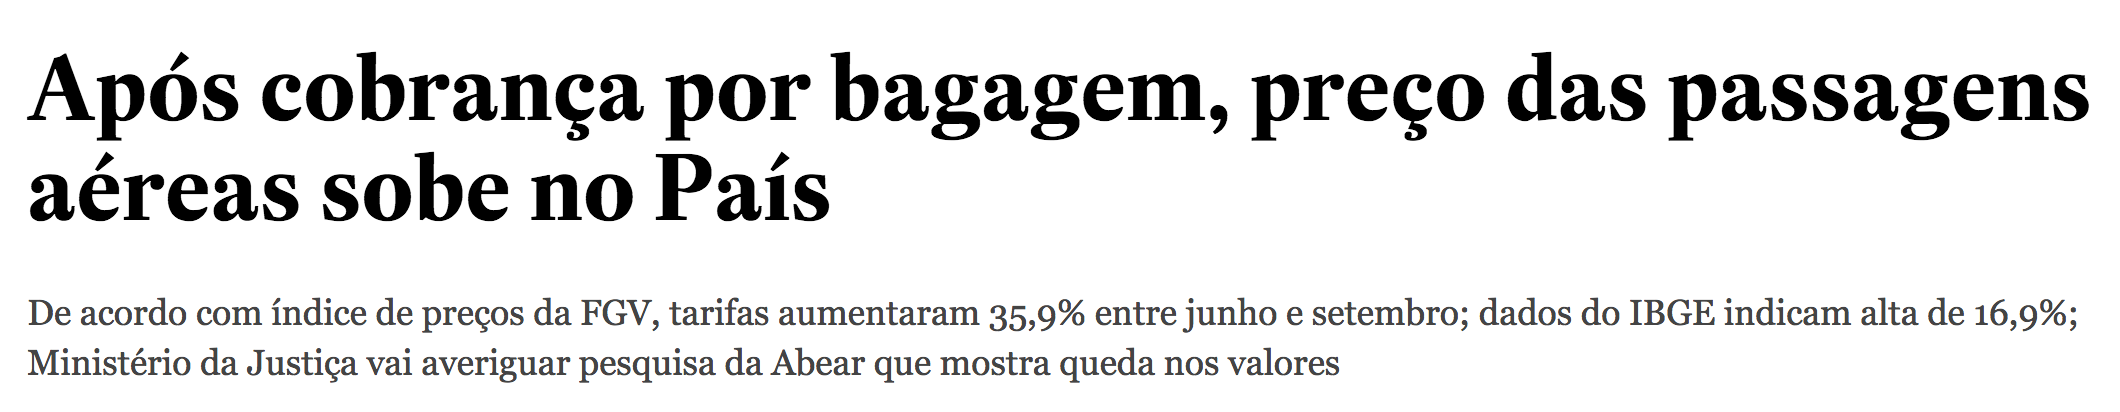 Após cobrança por bagagem, preço das passagens
aéreas sobe no País
De acordo com índice de preços da FGV, tarifas aumentaram 35,9% entre junho e setembro; dados do IBGE indicam alta de 16,9%;
Ministério da Justiça vai averiguar pesquisa da Abear que mostra queda nos valores